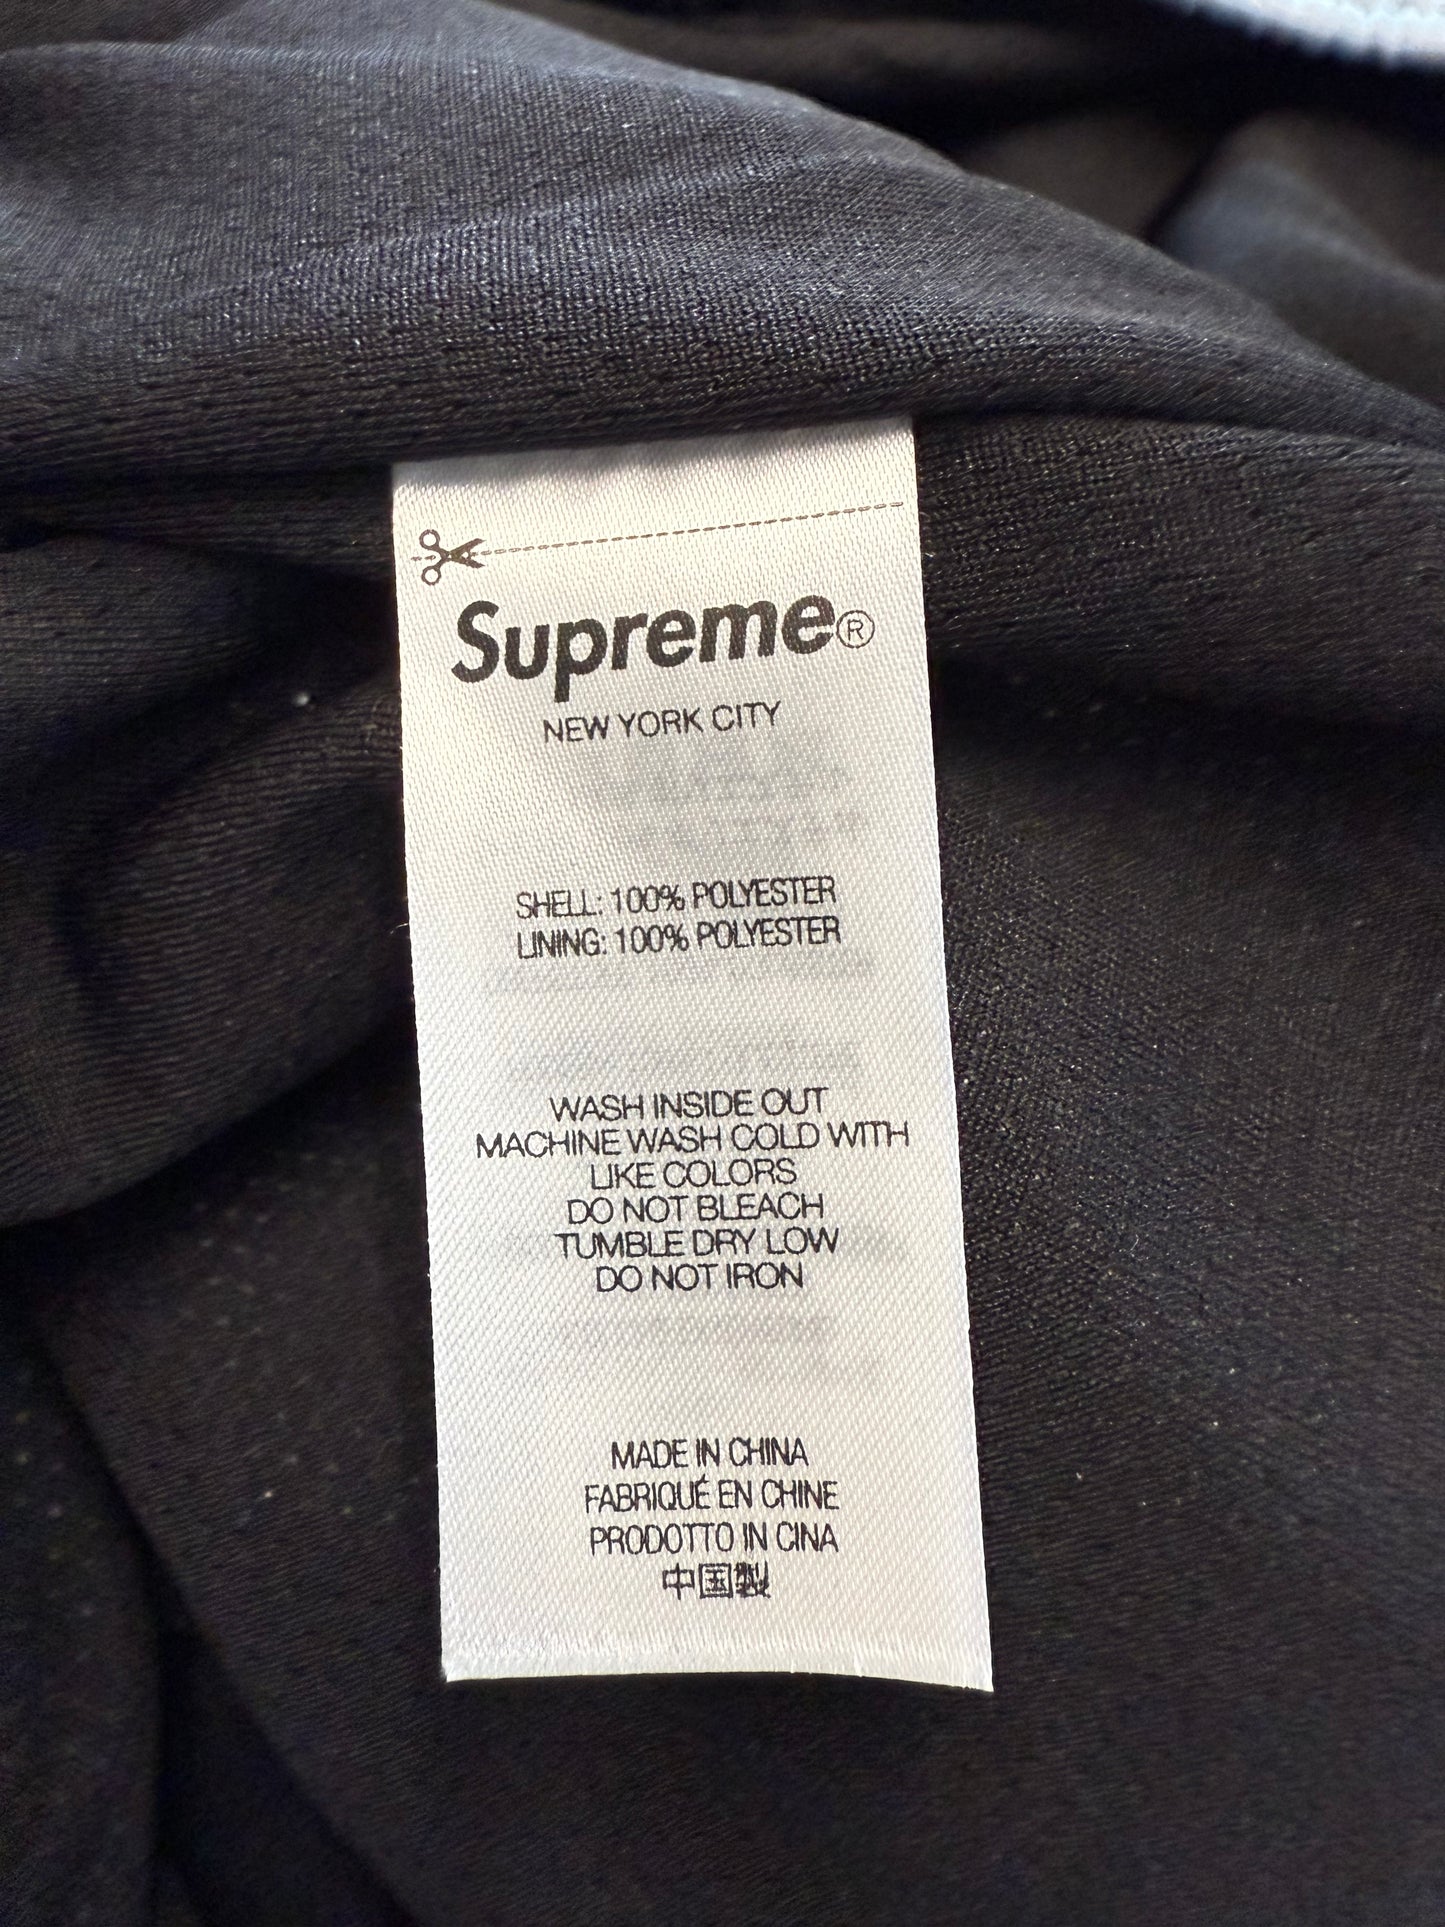 Supreme®
NEW YORK CITY
SHELL: 100% POLYESTER
LINING: 100% POLYESTER
WASH INSIDE OUT
MACHINE WASH COLD WITH
LIKE COLORS
DO NOT BLEACH
TUMBLE DRY LOW
DO NOT IRON
MADE IN CHINA
FABRIQUÉ EN CHINE
PRODOTTO IN CINA
中国製